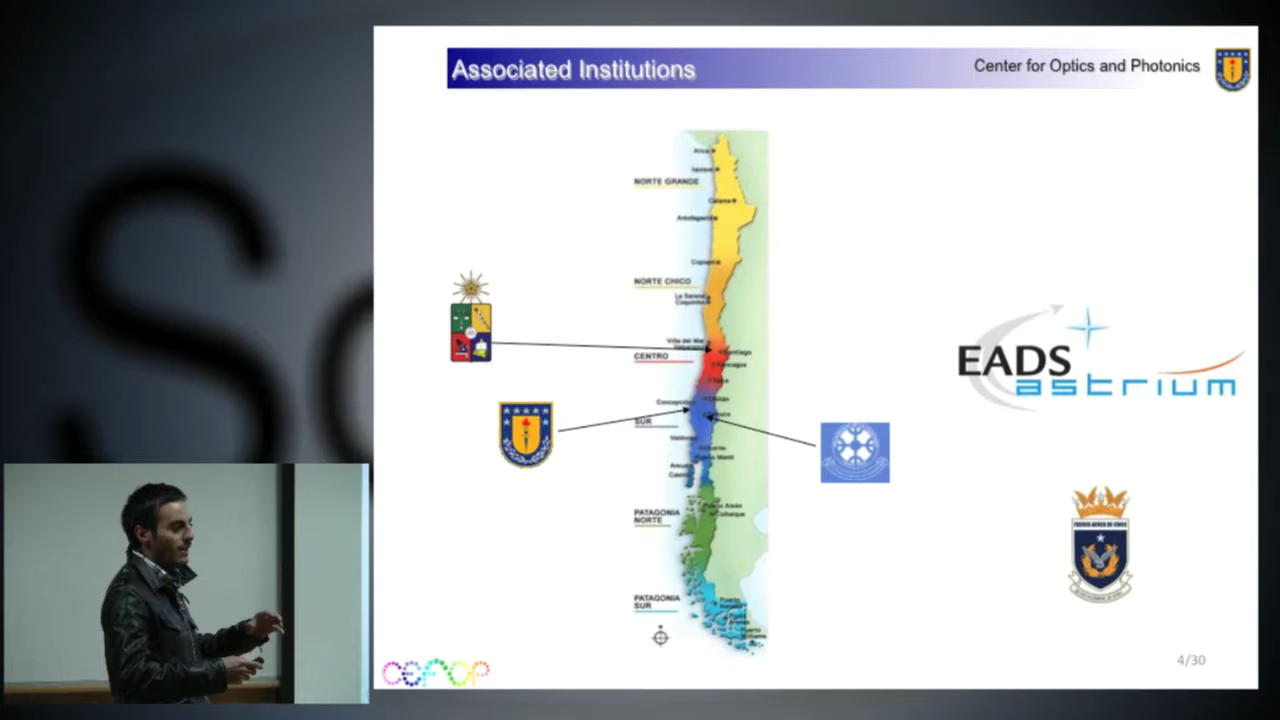 Associated Institutions
Center for Optics and Photonics
Arica
NORTE GRANDE
Calama
Antofagasta
Copiapó
NORTE CHICO
La Serena
Coquimbo
Viña del Mar
Valparaíso
Santiago
CENTRO
Rancagua
Talca
Chillán
Concepción
SUR
Valdivia
Osorno
Puerto Montt
Ancud
Castro
Puerto Aisén
Coihaique
PATAGONIA
NORTE
PATAGONIA
SUR
Puerto
Natales
Punta
Arenas
Puerto
Williams
EADS
astrium
FUERZA AEREA DE CHILE
CEFOP
4/30
So